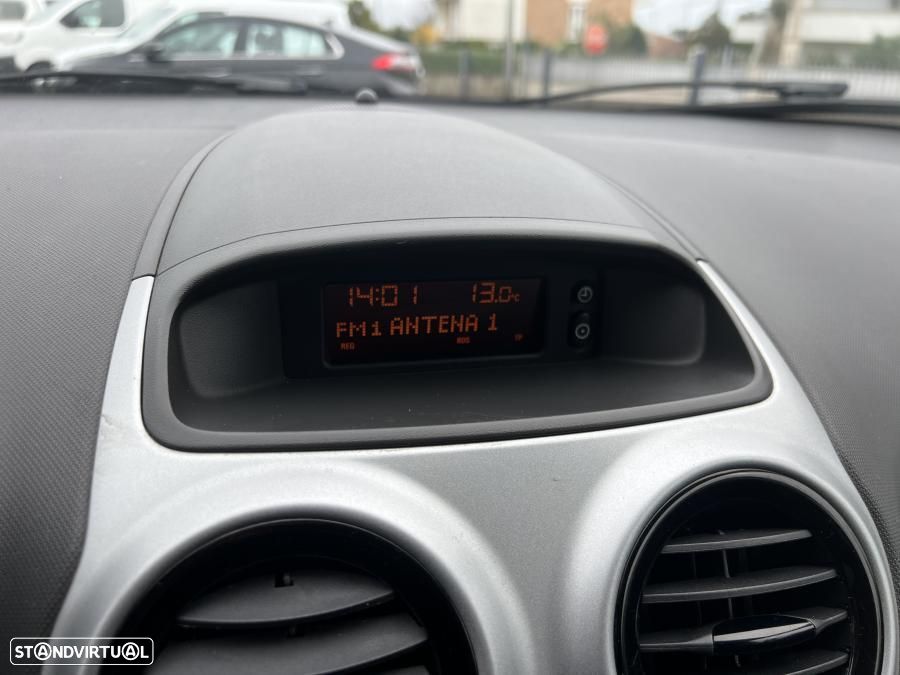 14:01 13.0°C
FM1 ANTENA 1
REG RDS TP
STANDVIRTUAL